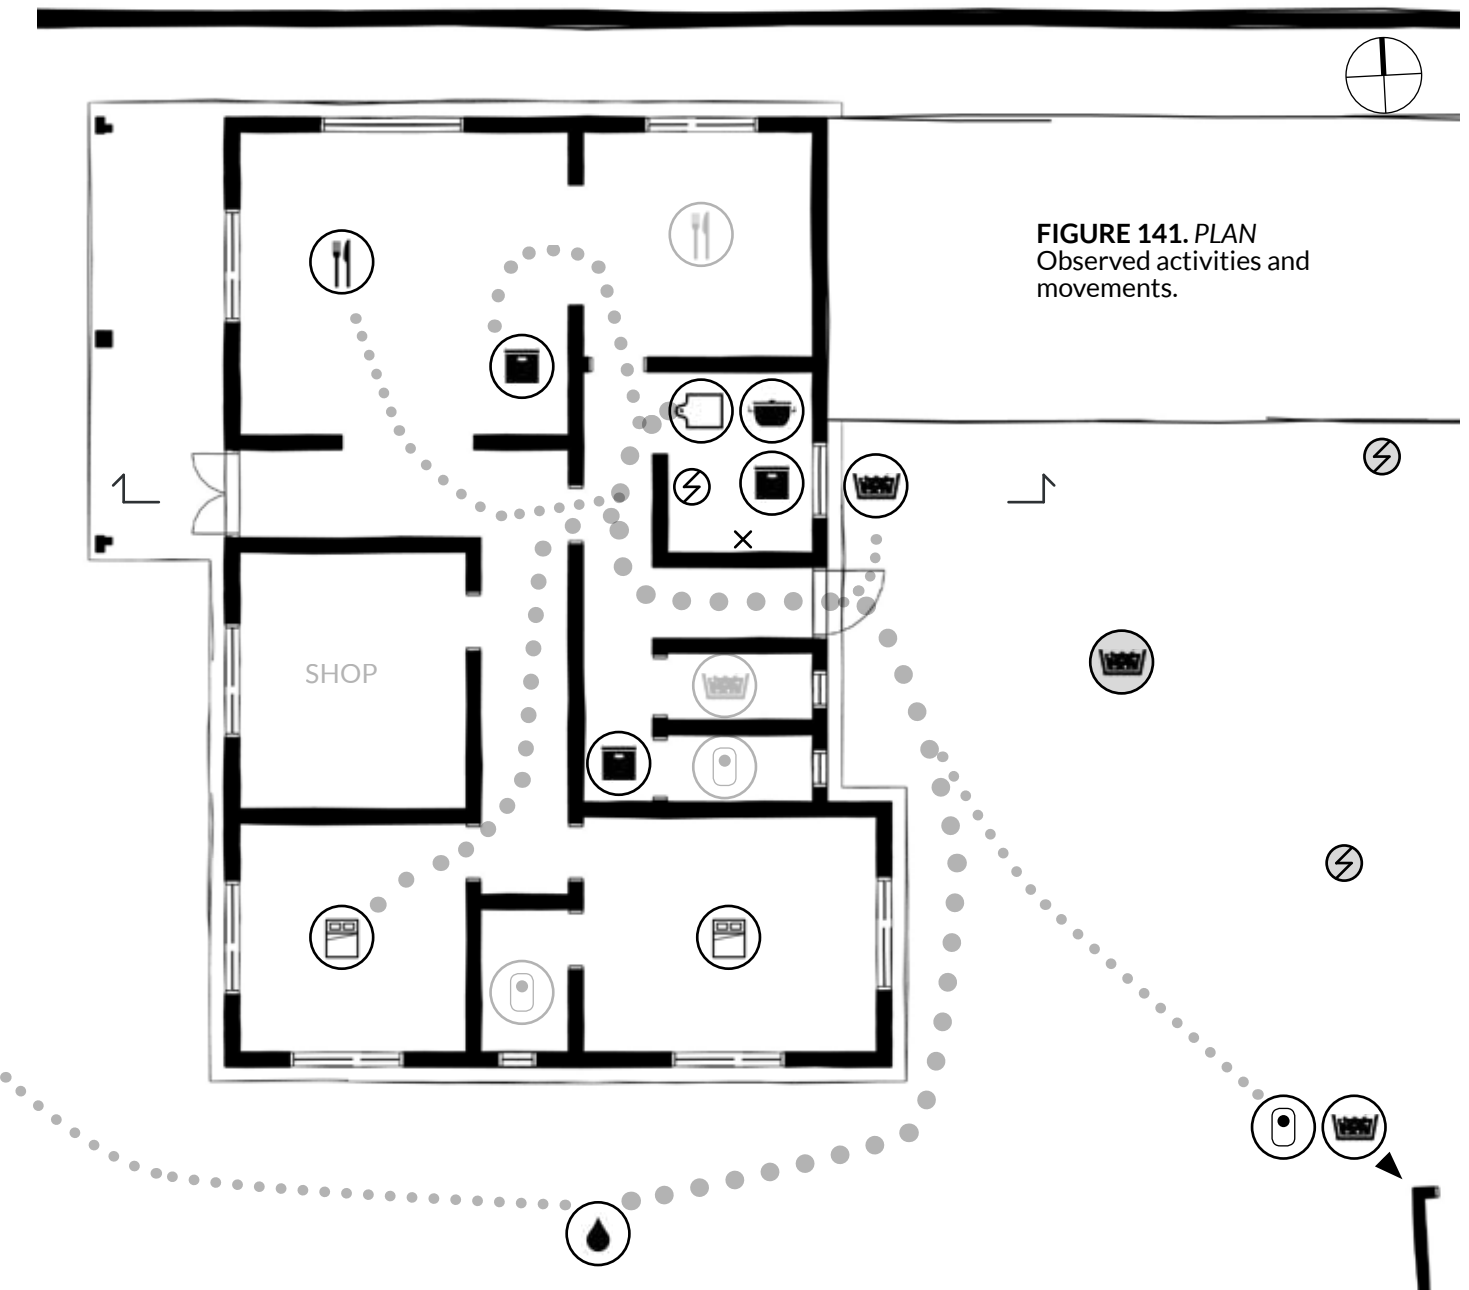 FIGURE 141. PLAN
Observed activities and
movements.
SHOP